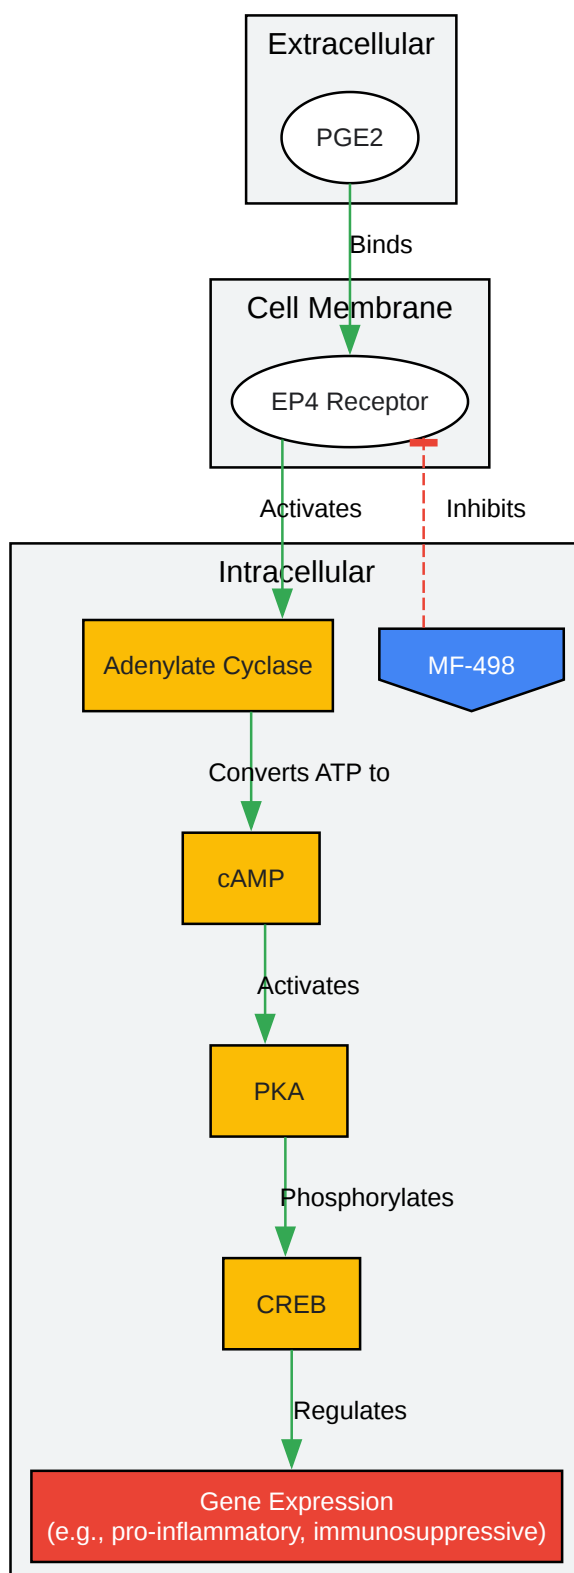 Extracellular
PGE2
Binds
Cell Membrane
EP4 Receptor
Activates
Inhibits
Intracellular
Adenylate Cyclase
MF-498
Converts ATP to
cAMP
Activates
PKA
Phosphorylates
CREB
Regulates
Gene Expression
(e.g., pro-inflammatory, immunosuppressive)